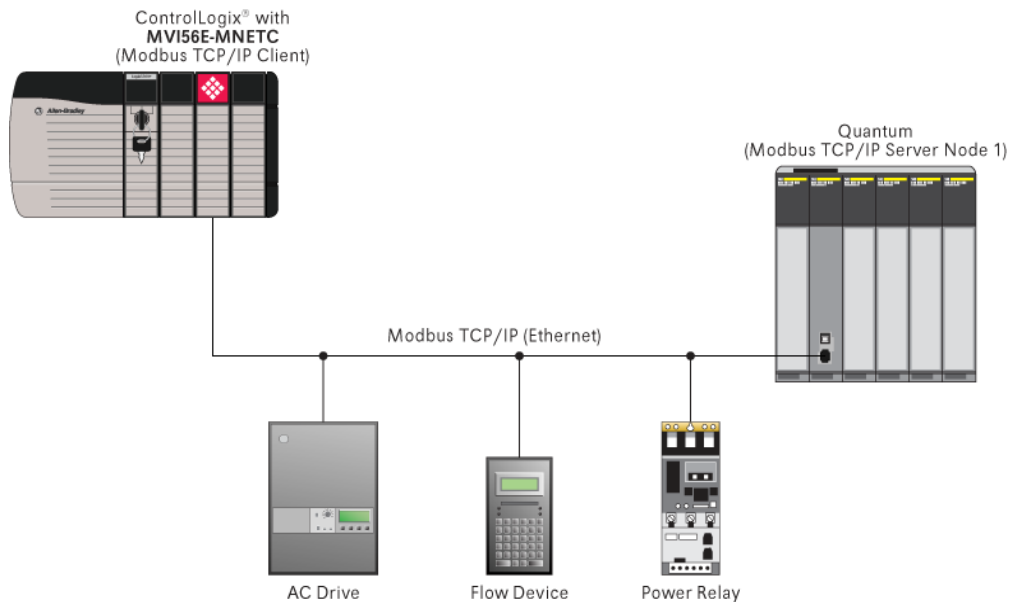 ControlLogix® with
MVI56E-MNETC
(Modbus TCP/IP Client)
Allen-Bradley
Quantum
(Modbus TCP/IP Server Node 1)
Modbus TCP/IP (Ethernet)
AC Drive
Flow Device
Power Relay